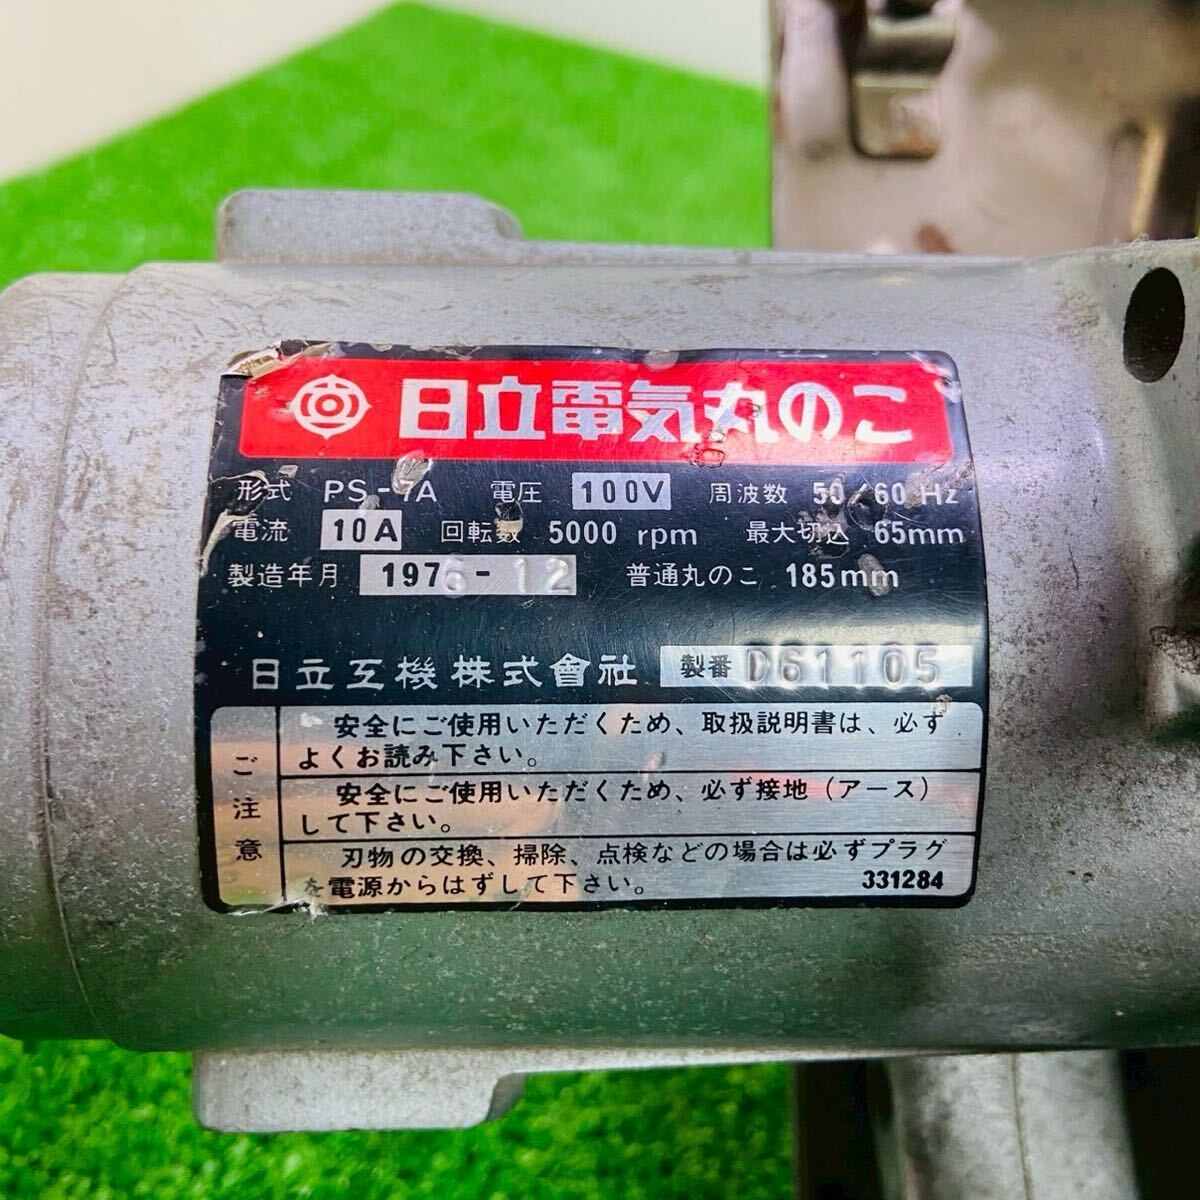 日立電気丸のこ
形式 PS-7A 電圧 100V 周波数 50/60 Hz
電流 10A 回転数 5000 rpm 最大切込 65mm
製造年月 1976-12 普通丸のこ 185mm
日立工機株式會社 製番 D61105
ご注意
安全にご使用いただくため、取扱説明書は、必ず
よくお読み下さい。
安全にご使用いただくため、必ず接地(アース)
して下さい。
刃物の交換、掃除、点検などの場合は必ずプラグ
を電源からはずして下さい。 331284